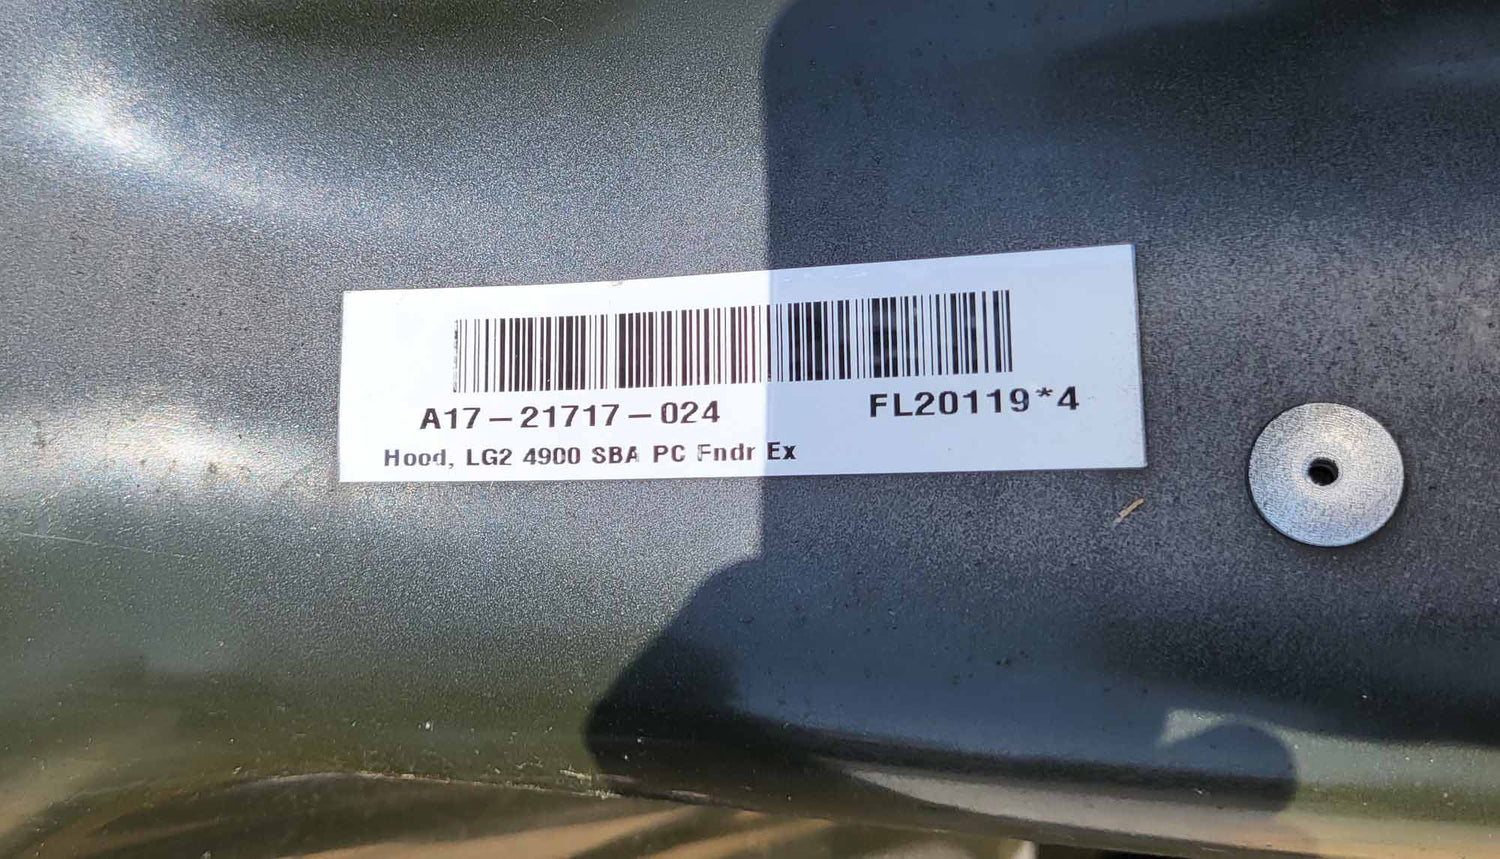 A17-21717-024 FL20119*4
Hood, LG2 4900 SBA PC Fndr Ex